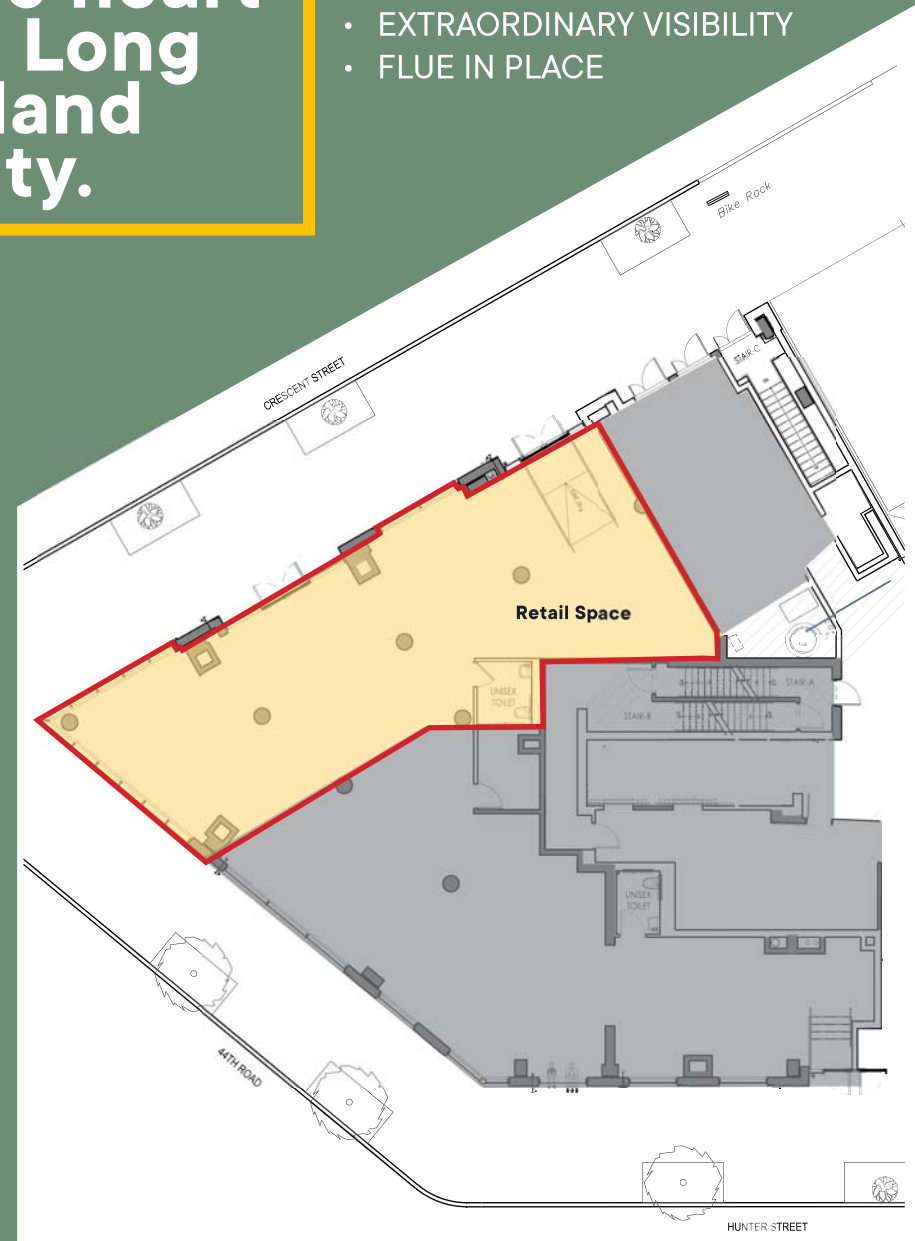 heart
Long
land
ty.
• EXTRAORDINARY VISIBILITY
• FLUE IN PLACE
Bike Rack
CRESCENT STREET
STAIR-C
Retail Space
UNISEX
TOILET
STAIR-A
STAIR-B
UNISEX
TOILET
44TH ROAD
HUNTER STREET